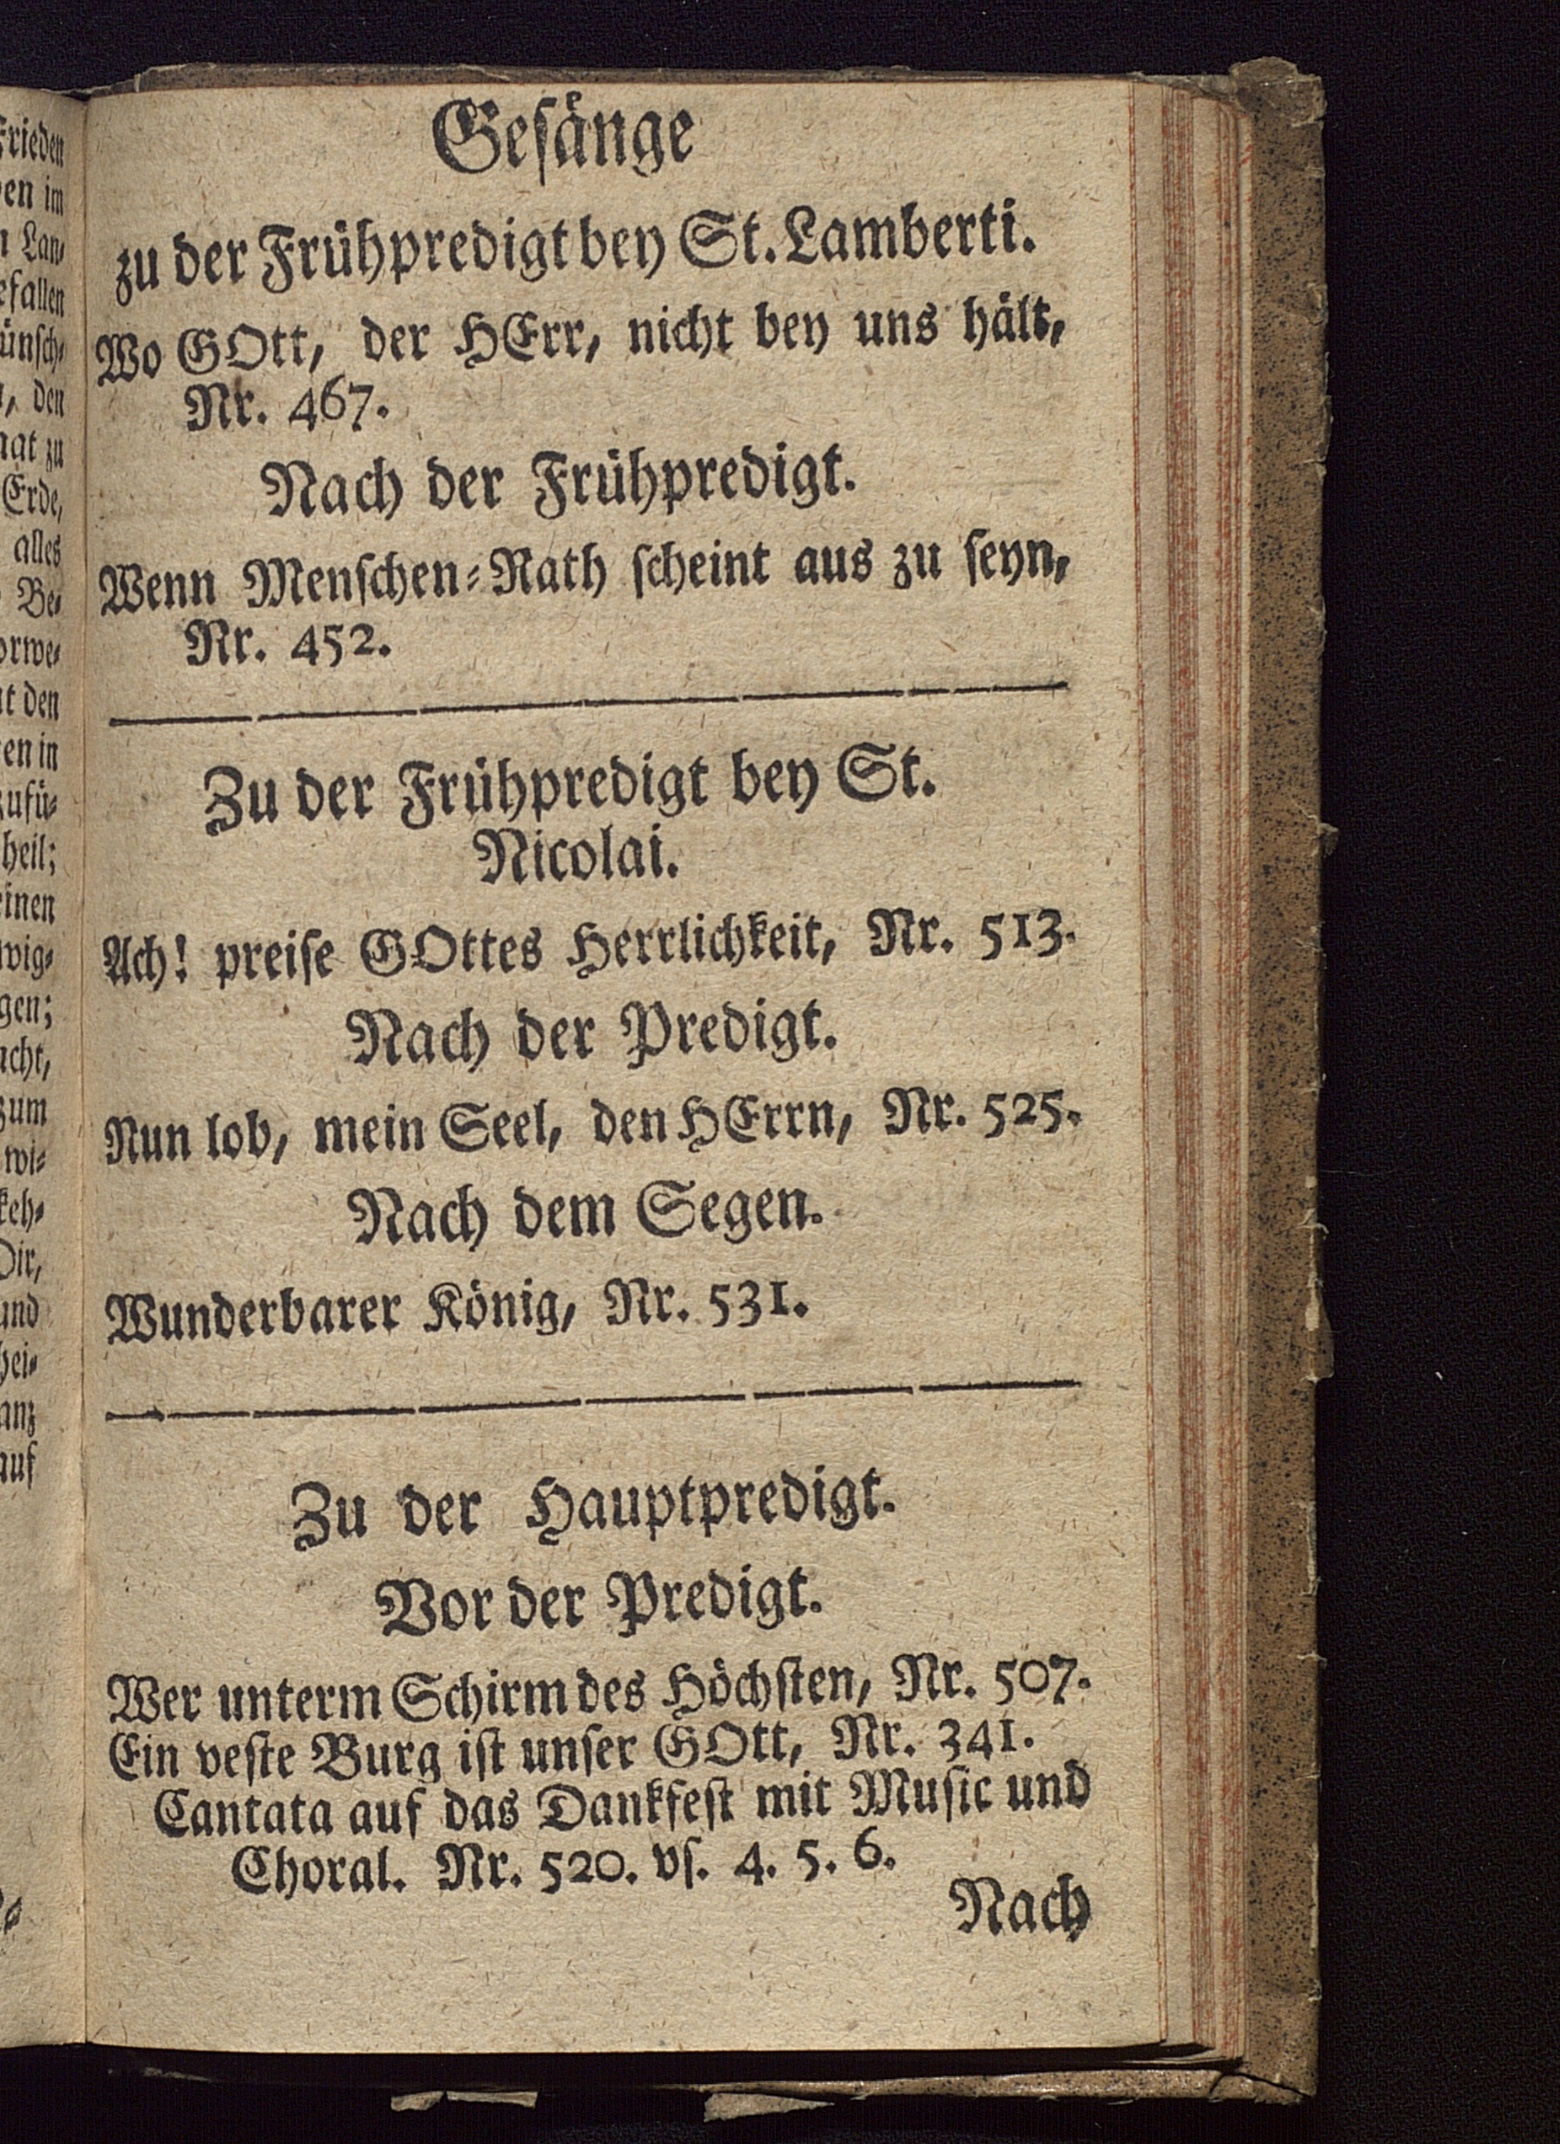 Gesänge
zu der Frühpredigt bey St. Lamberti.
Wo GOtt, der HErr, nicht bey uns hält,
Nr. 467.
Nach der Frühpredigt.
Wenn Menschen-Rath scheint aus zu seyn,
Nr. 452.
Zu der Frühpredigt bey St.
Nicolai.
Ach! preise GOttes Herrlichkeit, Nr. 513.
Nach der Predigt.
Nun lob, mein Seel, den HErrn, Nr. 525.
Nach dem Segen.
Wunderbarer König, Nr. 531.
Zu der Hauptpredigt.
Vor der Predigt.
Wer unterm Schirm des Höchsten, Nr. 507.
Ein veste Burg ist unser GOtt, Nr. 341.
Cantata auf das Dankfest mit Music und
Choral. Nr. 520. vs. 4. 5. 6.
Nach